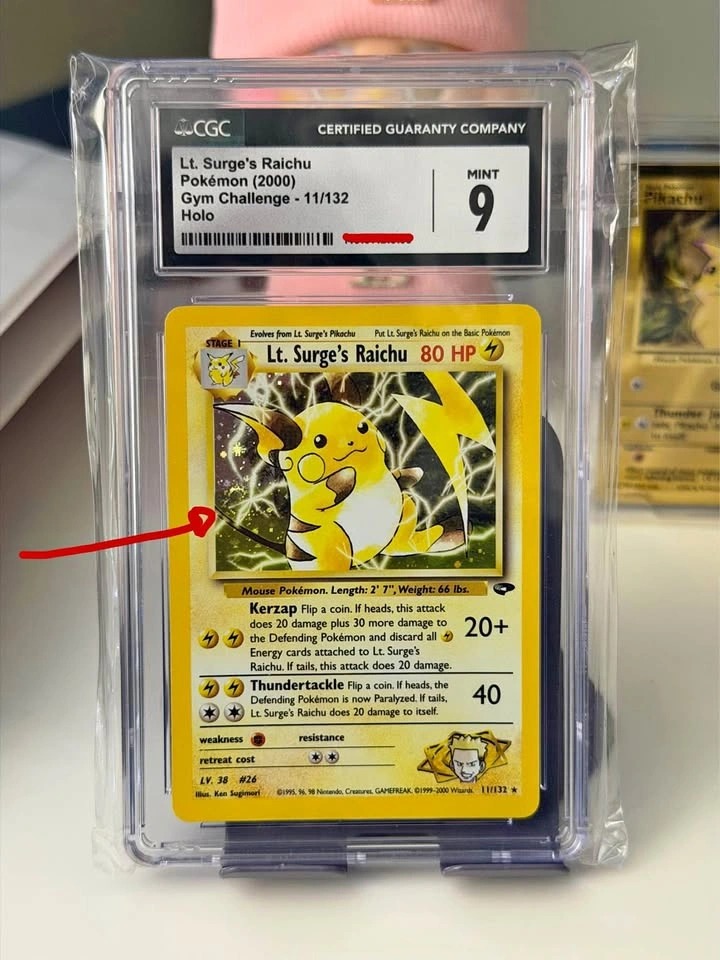 CGC CERTIFIED GUARANTY COMPANY
Lt. Surge's Raichu
Pokémon (2000)
Gym Challenge - 11/132
Holo
MINT
9
Evolves from Lt. Surge's Pikachu Put Lt. Surge's Raichu on the Basic Pokémon
STAGE 1
Lt. Surge's Raichu 80 HP
Mouse Pokémon. Length: 2' 7", Weight: 66 lbs.
Kerzap Flip a coin. If heads, this attack
does 20 damage plus 30 more damage to
the Defending Pokémon and discard all
Energy cards attached to Lt. Surge's
Raichu. If tails, this attack does 20 damage.
20+
Thundertackle Flip a coin. If heads, the
Defending Pokémon is now Paralyzed. If tails,
Lt. Surge's Raichu does 20 damage to itself.
40
weakness resistance
retreat cost
LV. 38 #26
Illus. Ken Sugimori ©1995, 96, 98 Nintendo, Creatures, GAMEFREAK. ©1999-2000 Wizards. 11/132
Pikachu